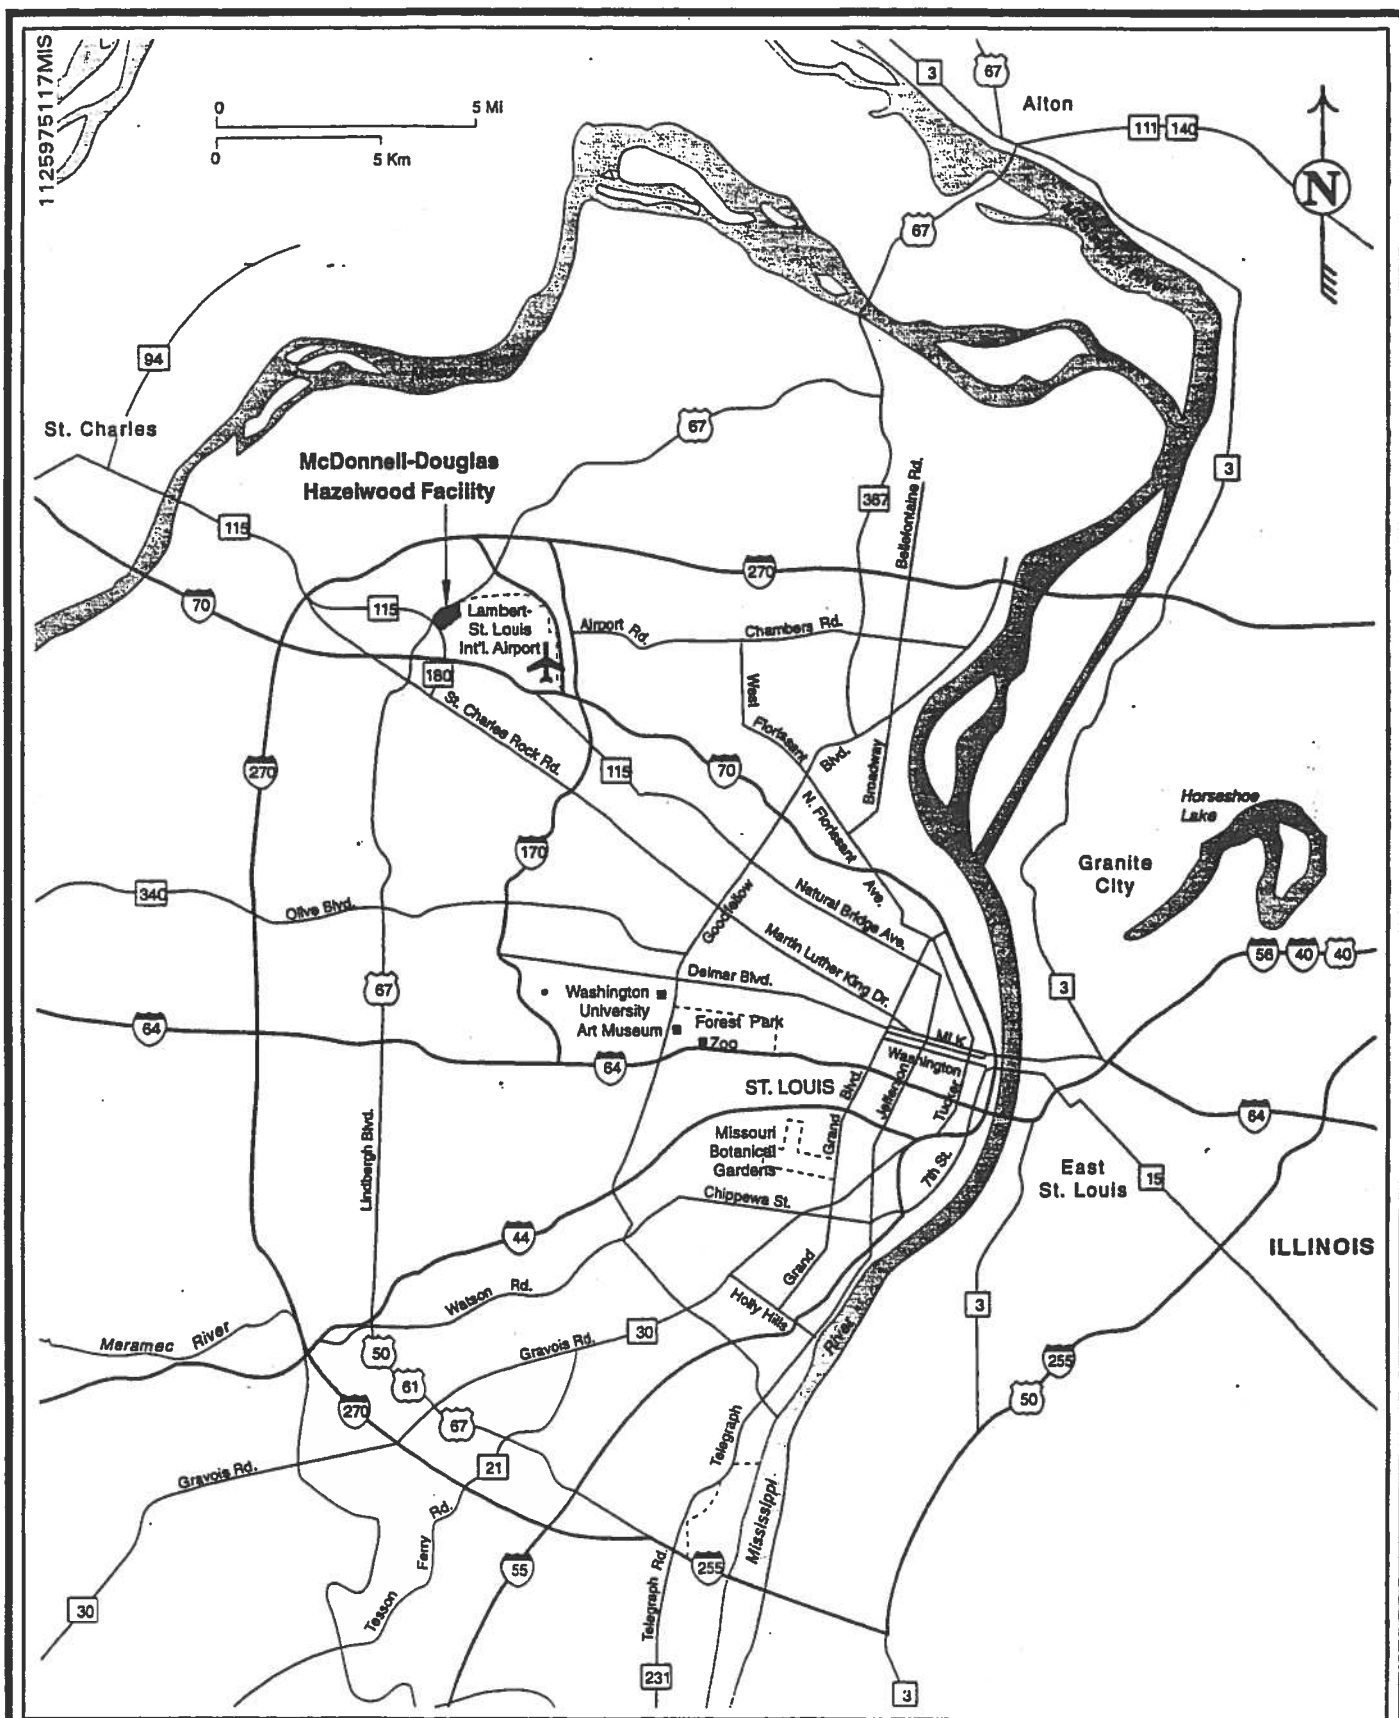 1125975117MIS
0 5 Mi
0 5 Km
3
67
Alton
111
140
N
67
Mississippi River
94
Missouri
St. Charles
67
3
McDonnell-Douglas
Hazelwood Facility
367
Bellefontaine Rd.
115
270
70
115
Lambert-
St. Louis
Int'l. Airport
Airport Rd.
Chambers Rd.
180
West
Florissant
Blvd.
Broadway
St. Charles Rock Rd.
270
115
70
N. Florissant
Ave.
Horseshoe
Lake
170
Granite
City
340
Olive Blvd.
Goodfellow
Natural Bridge Ave.
Martin Luther King Dr.
56
40
40
67
Delmar Blvd.
3
Washington
University
Art Museum
Forest Park
Zoo
64
MLK
Washington
64
ST. LOUIS
Blvd.
Jefferson
Tucker
64
Lindbergh Blvd.
Missouri
Botanical
Gardens
Grand
7th St.
East
St. Louis
15
Chippewa St.
44
ILLINOIS
Grand
Watson Rd.
Holly Hills
3
Meramec River
River
50
Gravois Rd.
30
61
255
50
270
67
Telegraph
Gravois Rd.
21
Mississippi
Tesson Ferry Rd.
55
255
Telegraph Rd.
30
231
3